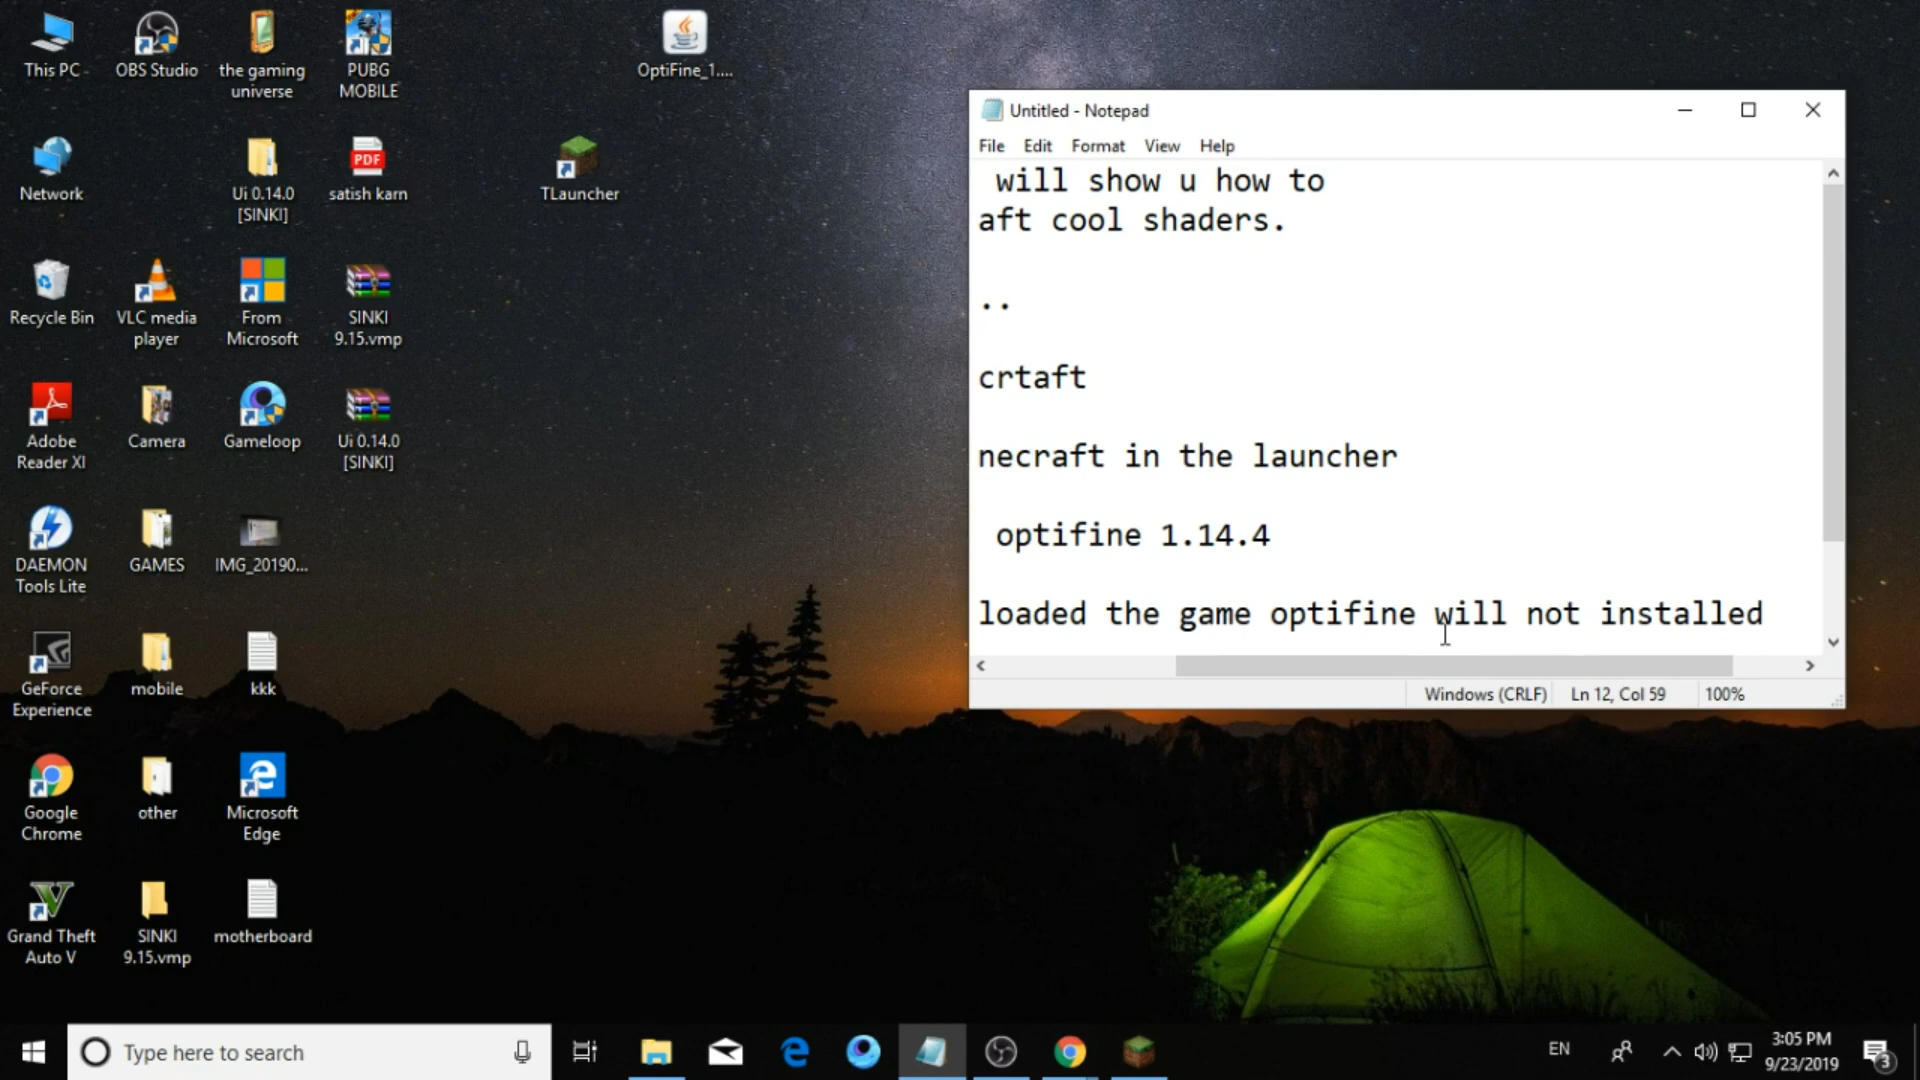 This PC
OBS Studio
the gaming
universe
PUBG
MOBILE
OptiFine_1....
Network
Ui 0.14.0
[SINKI]
PDF
satish karn
TLauncher
Recycle Bin
VLC media
player
From
Microsoft
SINKI
9.15.vmp
Adobe
Reader XI
Camera
Gameloop
Ui 0.14.0
[SINKI]
DAEMON
Tools Lite
GAMES
IMG_20190...
GeForce
Experience
mobile
kkk
Google
Chrome
other
Microsoft
Edge
Grand Theft
Auto V
SINKI
9.15.vmp
motherboard
Untitled - Notepad
File Edit Format View Help
will show u how to
aft cool shaders.
..
crtaft
necraft in the launcher
optifine 1.14.4
loaded the game optifine will not installed
Windows (CRLF) Ln 12, Col 59 100%
Type here to search
EN
3:05 PM
9/23/2019
3